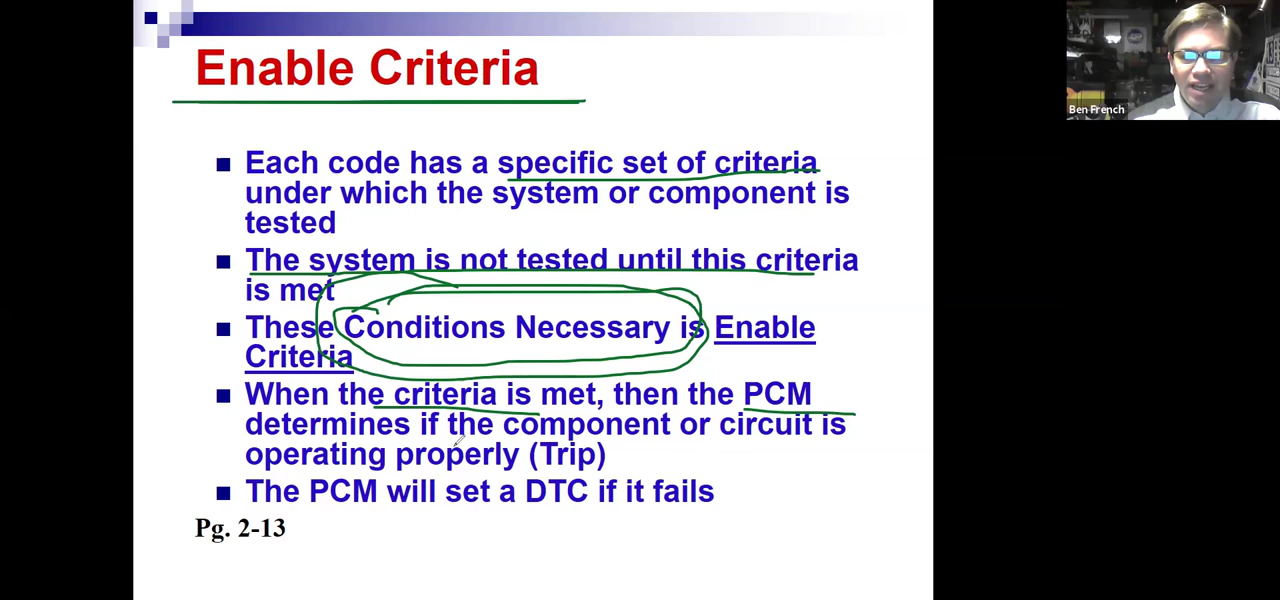 Enable Criteria
Ben French
Each code has a specific set of criteria
under which the system or component is
tested
The system is not tested until this criteria
is met
These Conditions Necessary is Enable
Criteria
When the criteria is met, then the PCM
determines if the component or circuit is
operating properly (Trip)
The PCM will set a DTC if it fails
Pg. 2-13